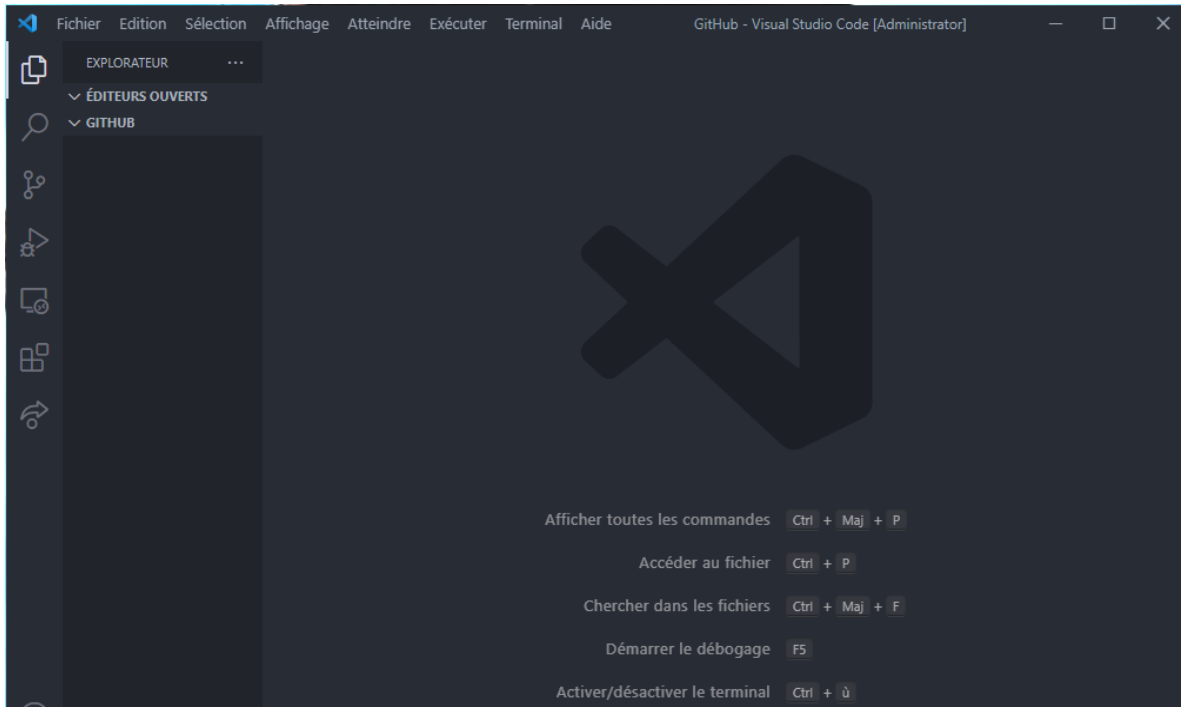 Fichier Edition Sélection Affichage Atteindre Exécuter Terminal Aide GitHub - Visual Studio Code [Administrator]
EXPLORATEUR ...
ÉDITEURS OUVERTS
GITHUB
Afficher toutes les commandes Ctrl + Maj + P
Accéder au fichier Ctrl + P
Chercher dans les fichiers Ctrl + Maj + F
Démarrer le débogage F5
Activer/désactiver le terminal Ctrl + ù